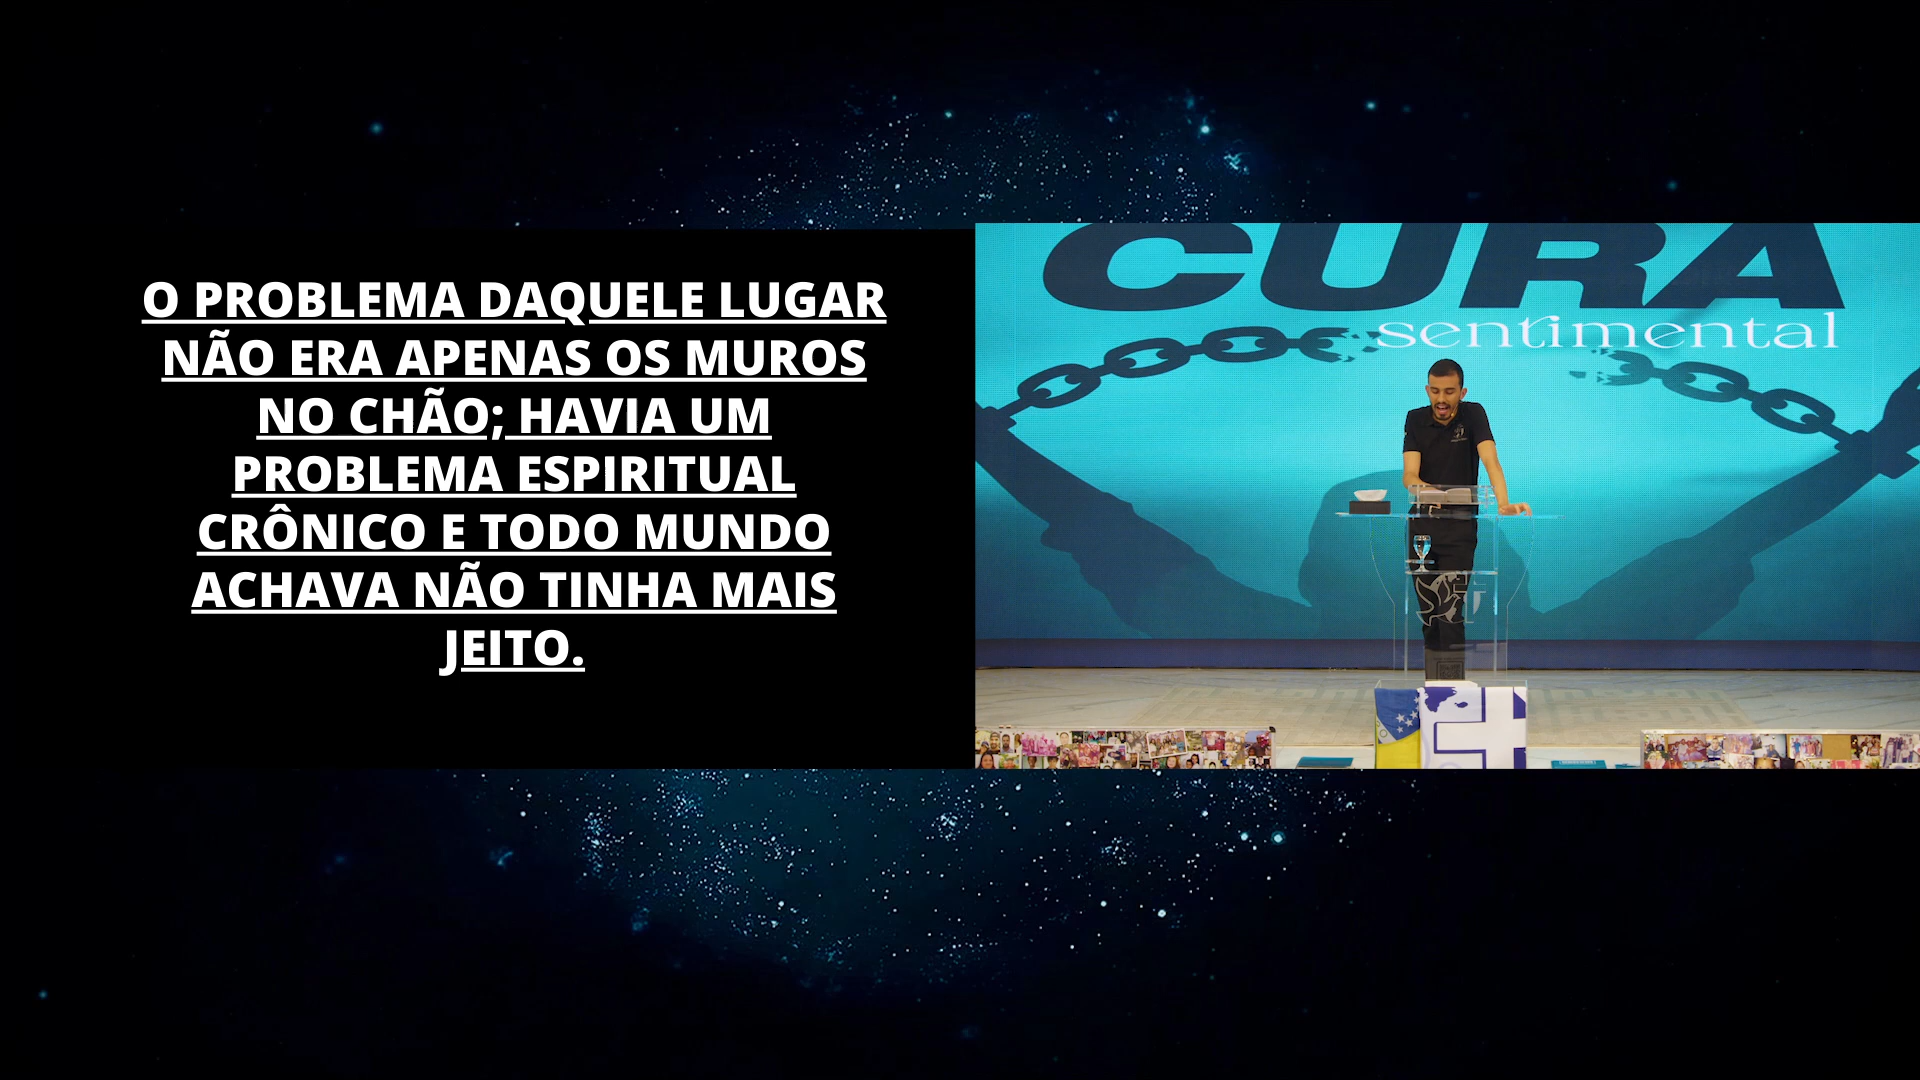 O PROBLEMA DAQUELE LUGAR
NÃO ERA APENAS OS MUROS
NO CHÃO; HAVIA UM
PROBLEMA ESPIRITUAL
CRÔNICO E TODO MUNDO
ACHAVA NÃO TINHA MAIS
JEITO.
CURA
sentimental